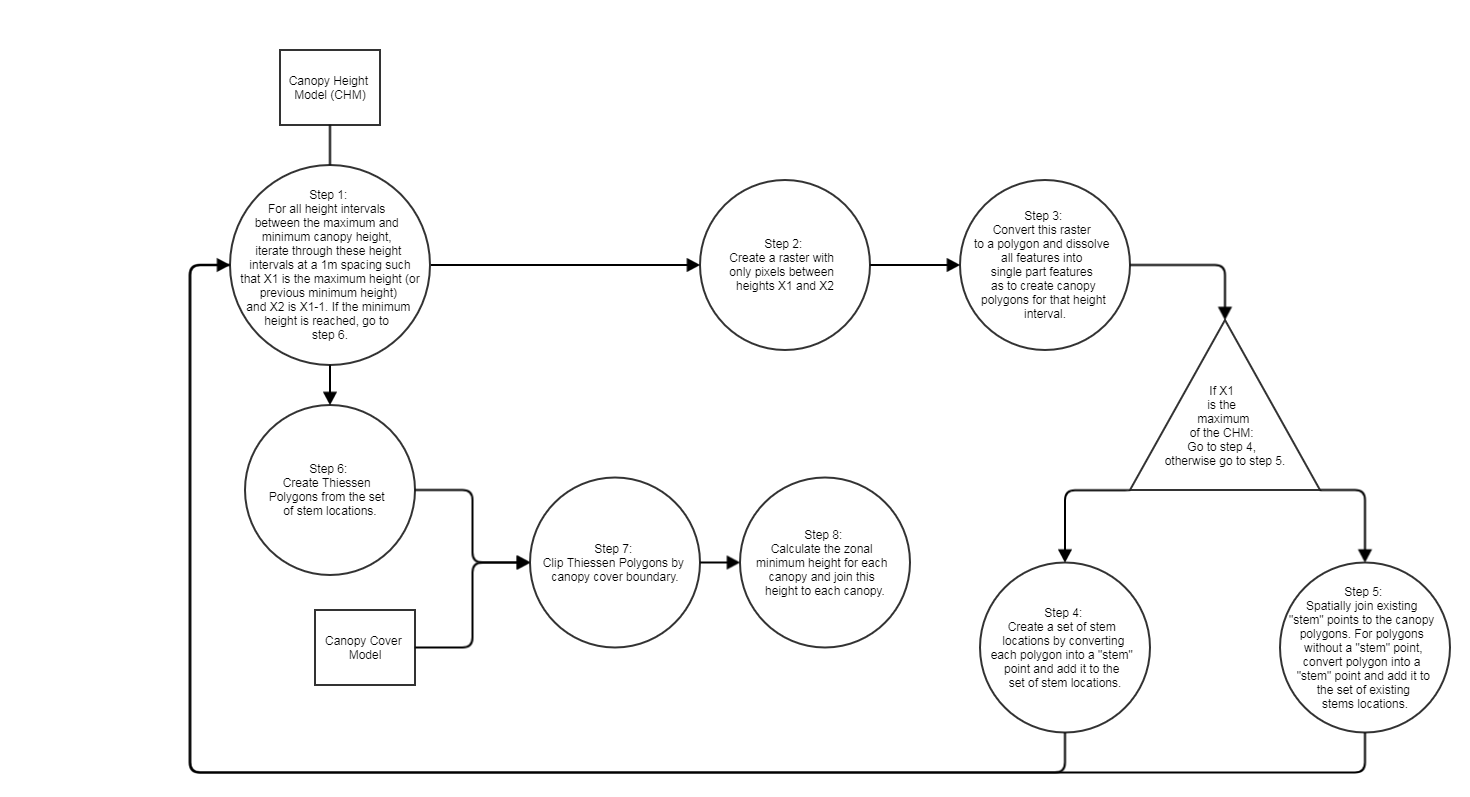 Canopy Height
Model (CHM)
Step 1:
For all height intervals
between the maximum and
minimum canopy height,
iterate through these height
intervals at a 1m spacing such
that X1 is the maximum height (or
previous minimum height)
and X2 is X1-1. If the minimum
height is reached, go to
step 6.
Step 2:
Create a raster with
only pixels between
heights X1 and X2
Step 3:
Convert this raster
to a polygon and dissolve
all features into
single part features
as to create canopy
polygons for that height
interval.
If X1
is the
maximum
of the CHM:
Go to step 4,
otherwise go to step 5.
Step 4:
Create a set of stem
locations by converting
each polygon into a "stem"
point and add it to the
set of stem locations.
Step 5:
Spatially join existing
"stem" points to the canopy
polygons. For polygons
without a "stem" point,
convert polygon into a
"stem" point and add it to
the set of existing
stems locations.
Step 6:
Create Thiessen
Polygons from the set
of stem locations.
Canopy Cover
Model
Step 7:
Clip Thiessen Polygons by
canopy cover boundary.
Step 8:
Calculate the zonal
minimum height for each
canopy and join this
height to each canopy.